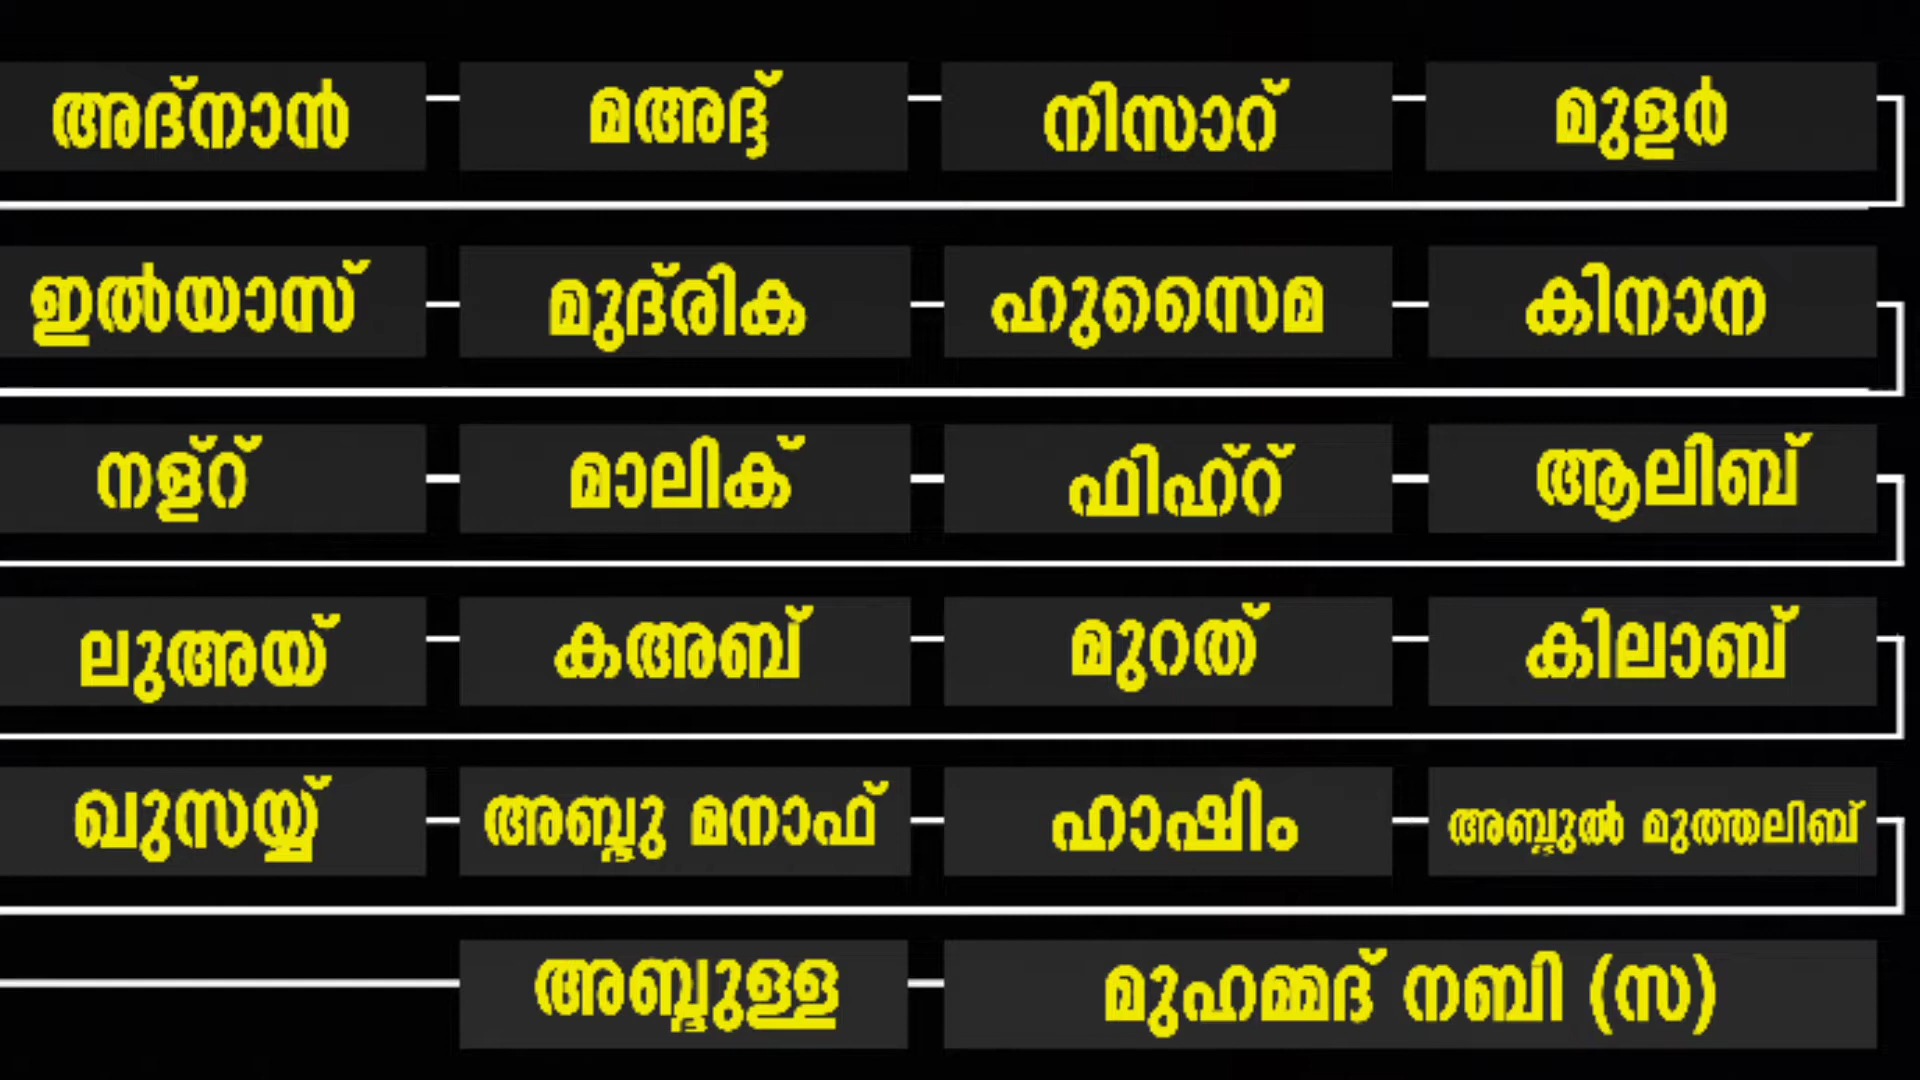 അദ്നാൻ മഅദ്ദ് നിസാറ് മുളർ
ഇൽയാസ് മുദ്രിക ഹുസൈമ കിനാന
നള്റ് മാലിക് ഫിഹ്റ് ആലിബ്
ലുഅയ് കഅബ് മുറത് കിലാബ്
ഖുസയ്യ് അബ്ദു മനാഫ് ഹാഷിം അബ്ദുൽ മുത്തലിബ്
അബ്ദുള്ള മുഹമ്മദ് നബി (സ)